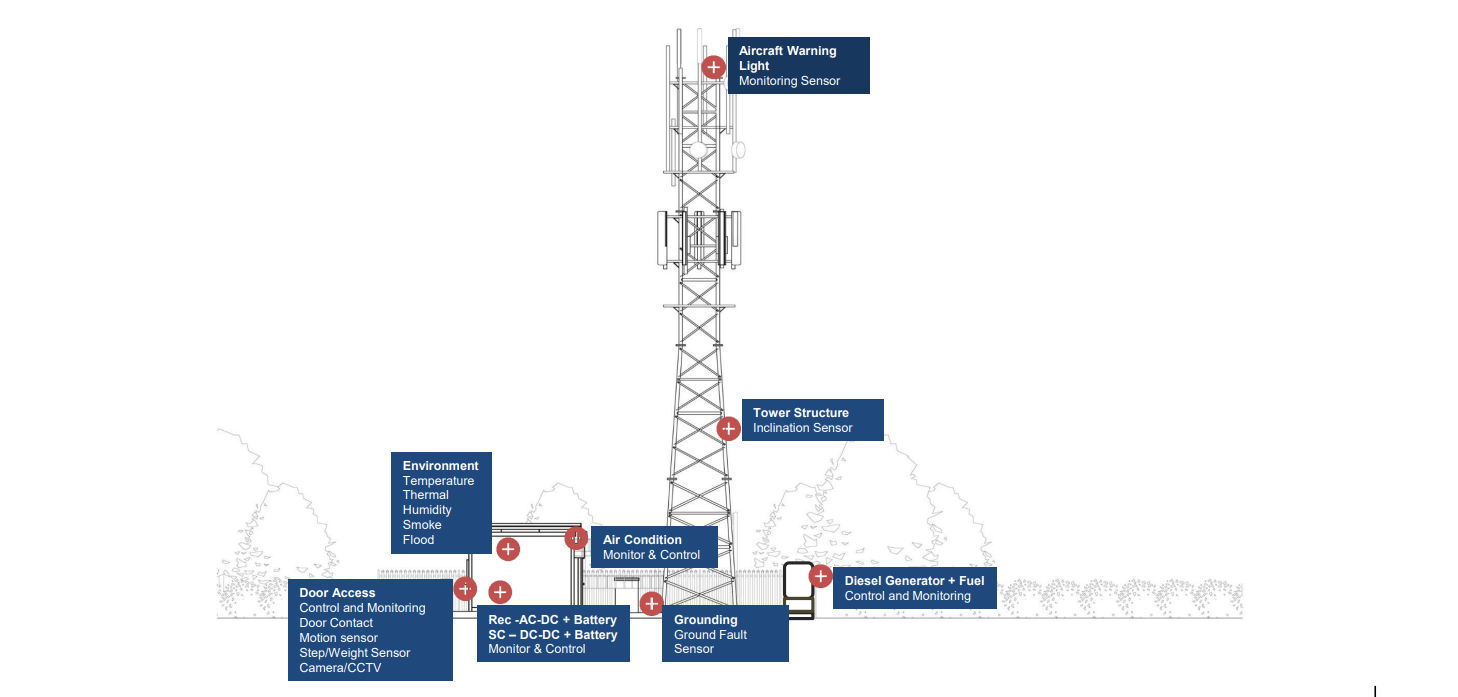 Aircraft Warning
Light
Monitoring Sensor
Tower Structure
Inclination Sensor
Environment
Temperature
Thermal
Humidity
Smoke
Flood
Air Condition
Monitor & Control
Diesel Generator + Fuel
Control and Monitoring
Door Access
Control and Monitoring
Door Contact
Motion sensor
Step/Weight Sensor
Camera/CCTV
Rec -AC-DC + Battery
SC – DC-DC + Battery
Monitor & Control
Grounding
Ground Fault
Sensor